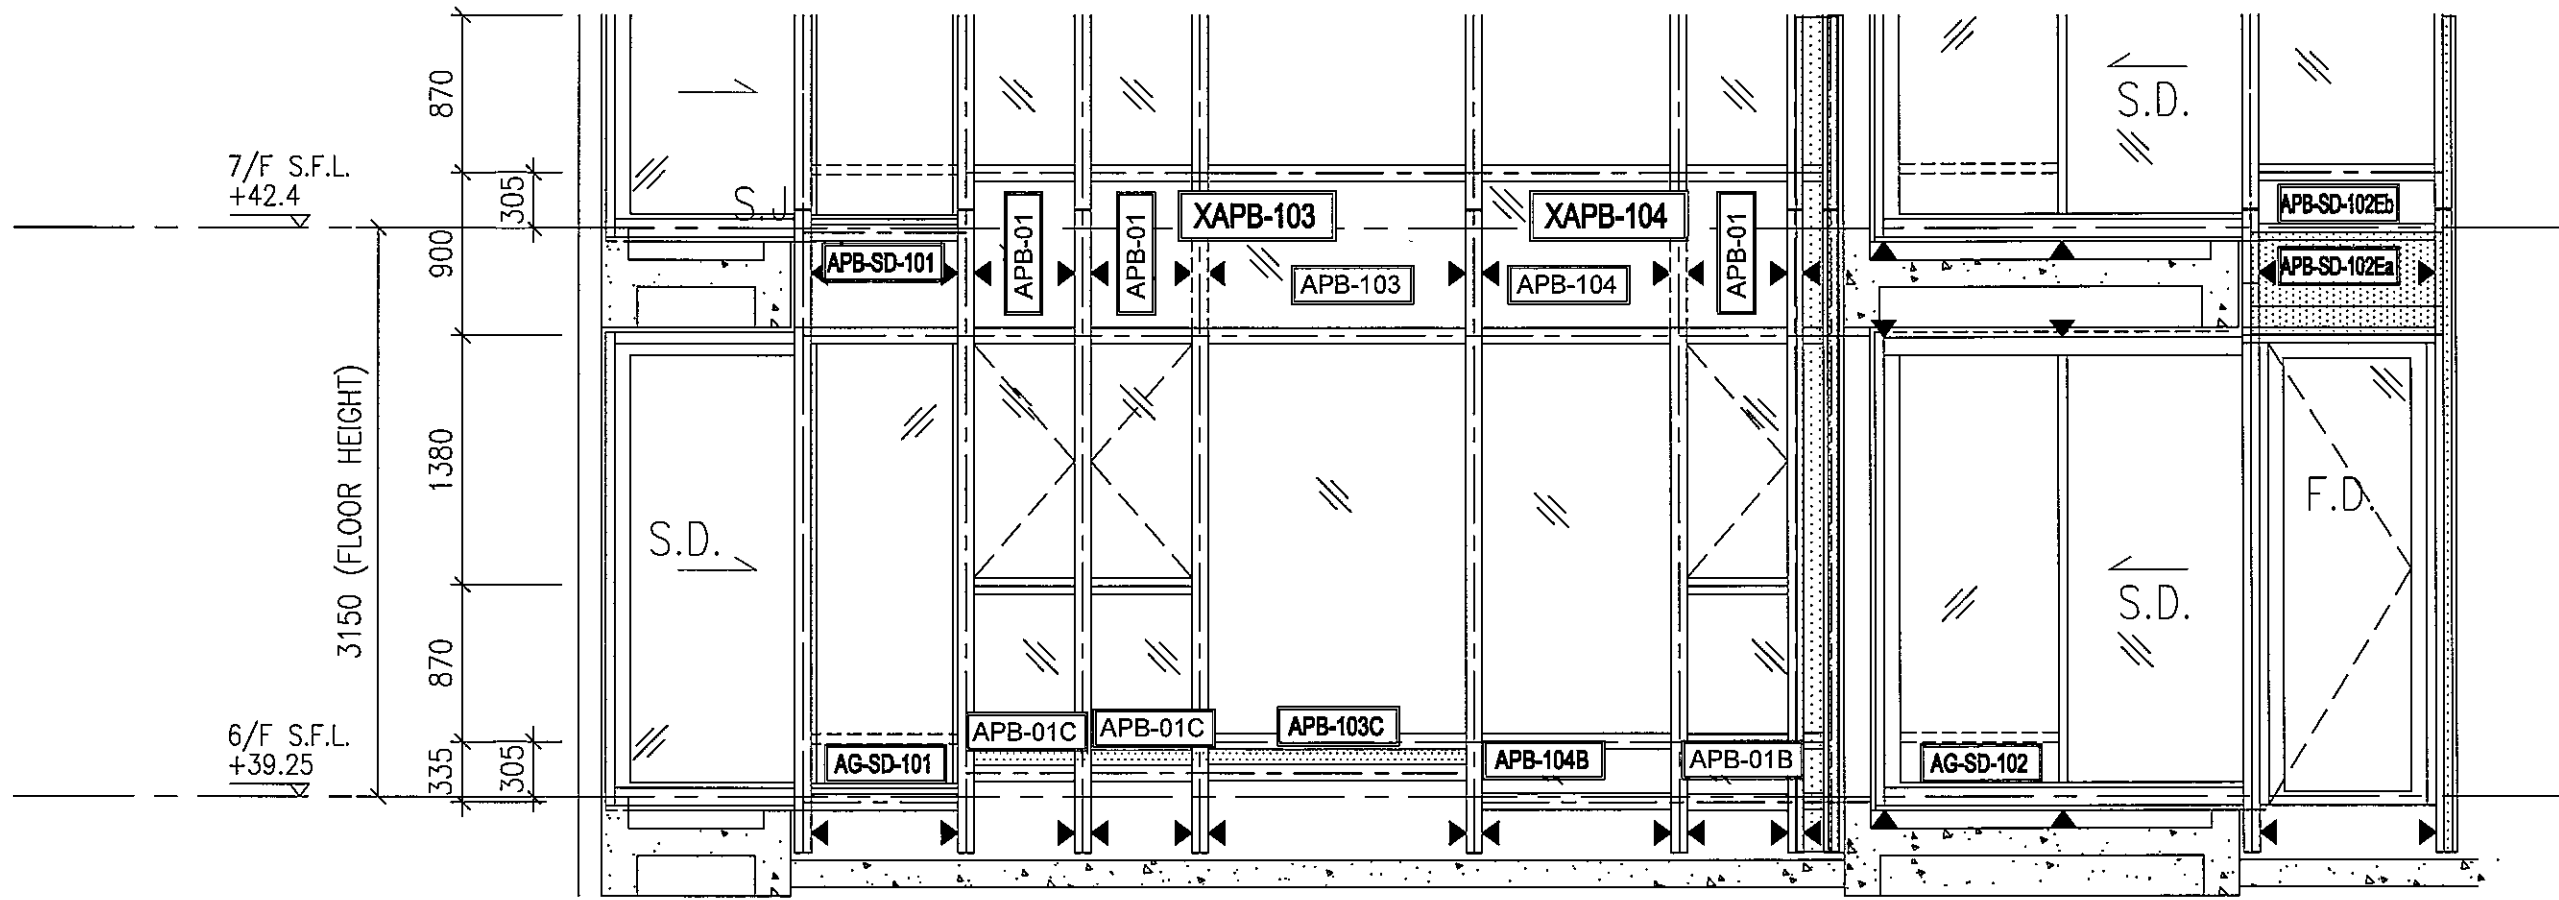 870
7/F S.F.L.
+42.4
305
900
3150 (FLOOR HEIGHT)
1380
870
6/F S.F.L.
+39.25
335
305
S.D.
APB-SD-101
APB-01
APB-01
XAPB-103
XAPB-104
APB-01
APB-103
APB-104
S.D.
APB-SD-102Eb
APB-SD-102Ea
S.D.
F.D.
S.D.
AG-SD-101
APB-01C
APB-01C
APB-103C
APB-104B
APB-01B
AG-SD-102